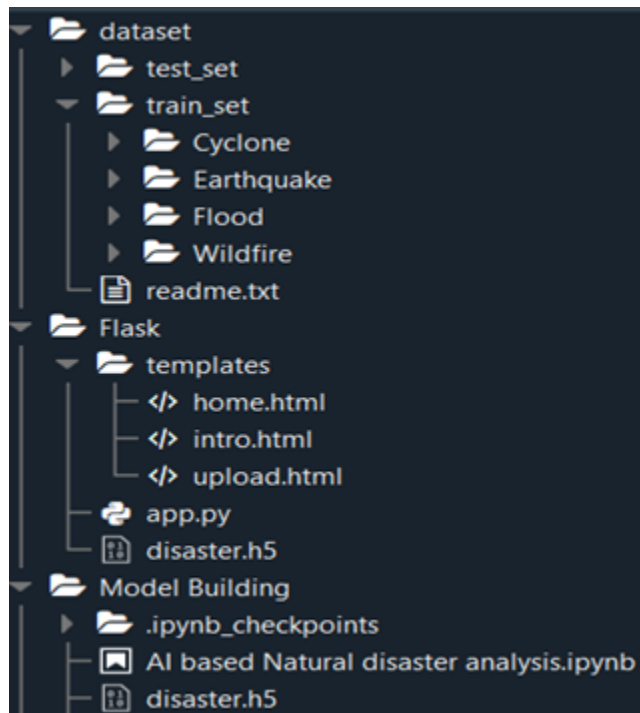 dataset
test_set
train_set
Cyclone
Earthquake
Flood
Wildfire
readme.txt
Flask
templates
home.html
intro.html
upload.html
app.py
disaster.h5
Model Building
.ipynb_checkpoints
AI based Natural disaster analysis.ipynb
disaster.h5